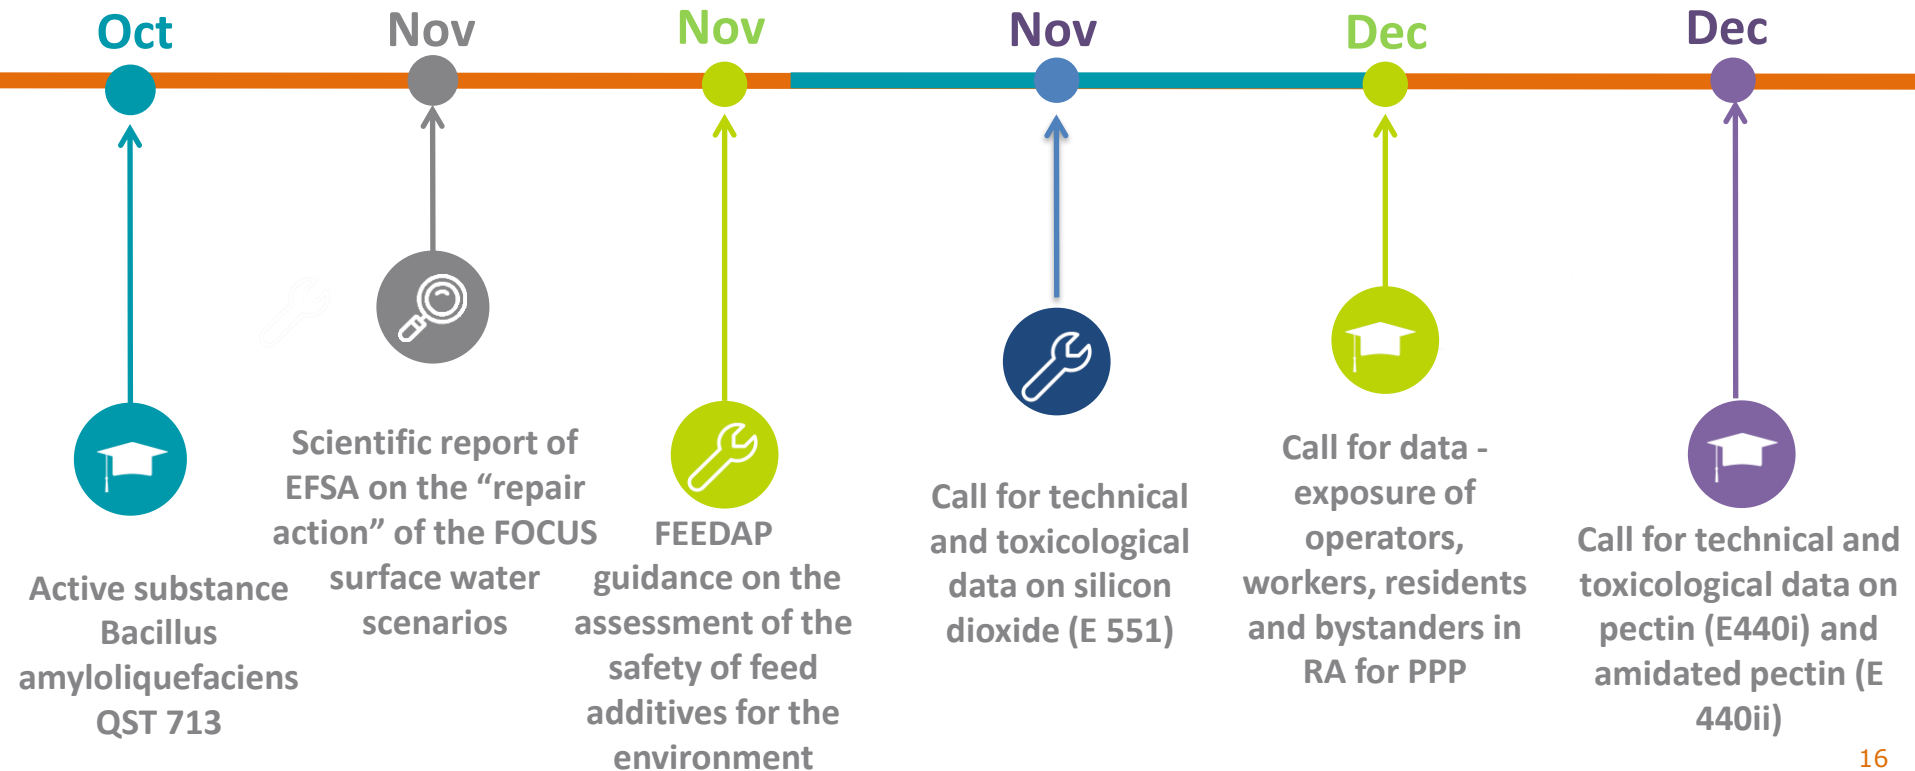 Oct
Nov
Nov
Nov
Dec
Dec
Active substance
Bacillus
amyloliquefaciens
QST 713
Scientific report of
EFSA on the “repair
action” of the FOCUS
surface water
scenarios
FEEDAP
guidance on the
assessment of the
safety of feed
additives for the
environment
Call for technical
and toxicological
data on silicon
dioxide (E 551)
Call for data -
exposure of
operators,
workers, residents
and bystanders in
RA for PPP
Call for technical and
toxicological data on
pectin (E440i) and
amidated pectin (E
440ii)
16